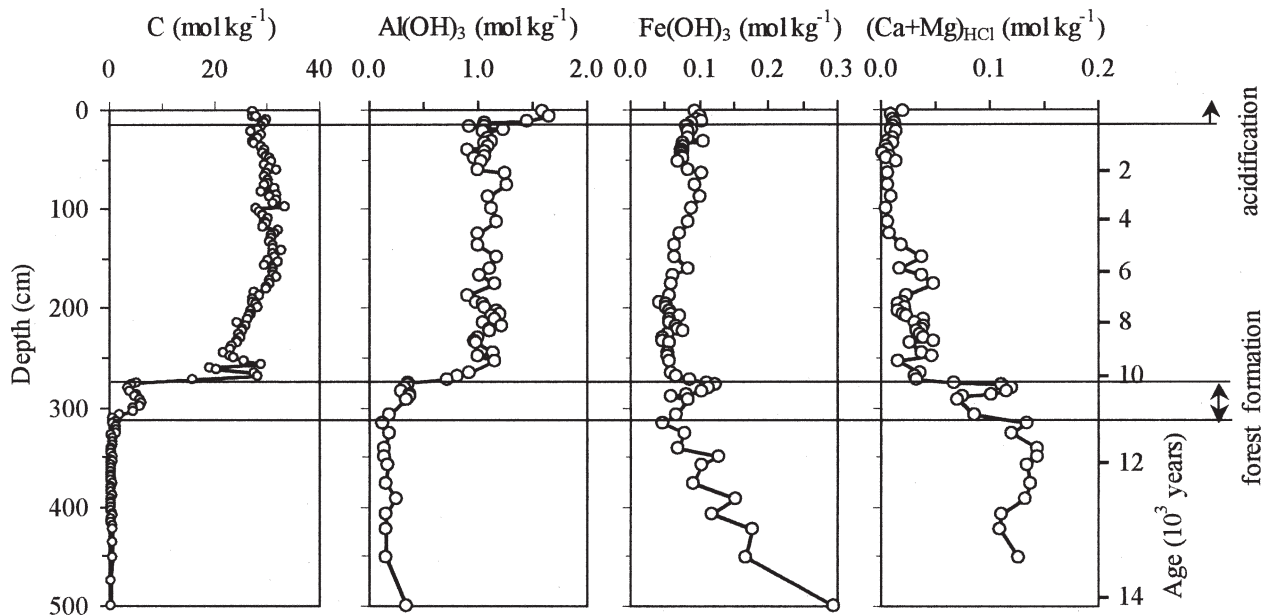 C (mol kg⁻¹) Al(OH)₃ (mol kg⁻¹) Fe(OH)₃ (mol kg⁻¹) (Ca+Mg)HCl (mol kg⁻¹)
0 20 40 0.0 1.0 2.0 0.0 0.1 0.2 0.3 0.0 0.1 0.2
Depth (cm)
0
100
200
300
400
500
2
4
6
8
10
12
14
Age (10³ years)
acidification
forest formation